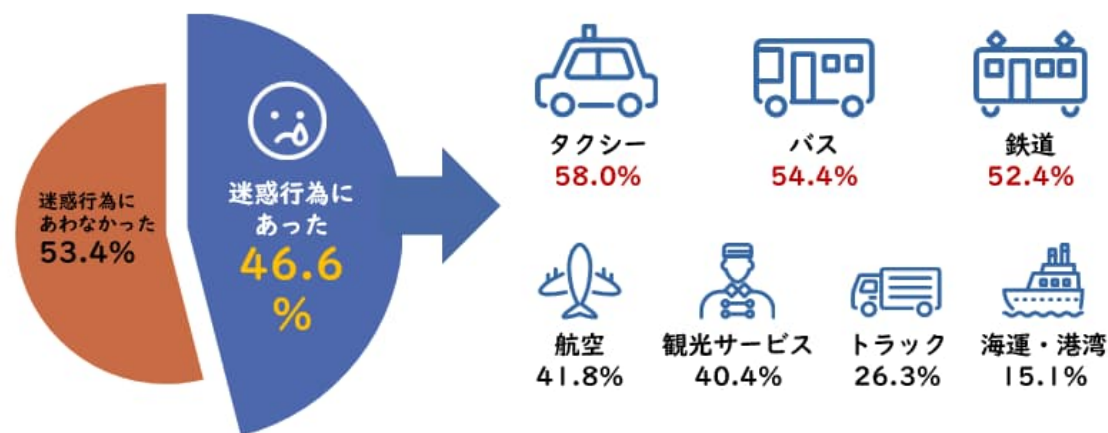 迷惑行為に
あわなかった
53.4%
迷惑行為に
あった
46.6
%
タクシー
58.0%
バス
54.4%
鉄道
52.4%
航空
41.8%
観光サービス
40.4%
トラック
26.3%
海運・港湾
15.1%